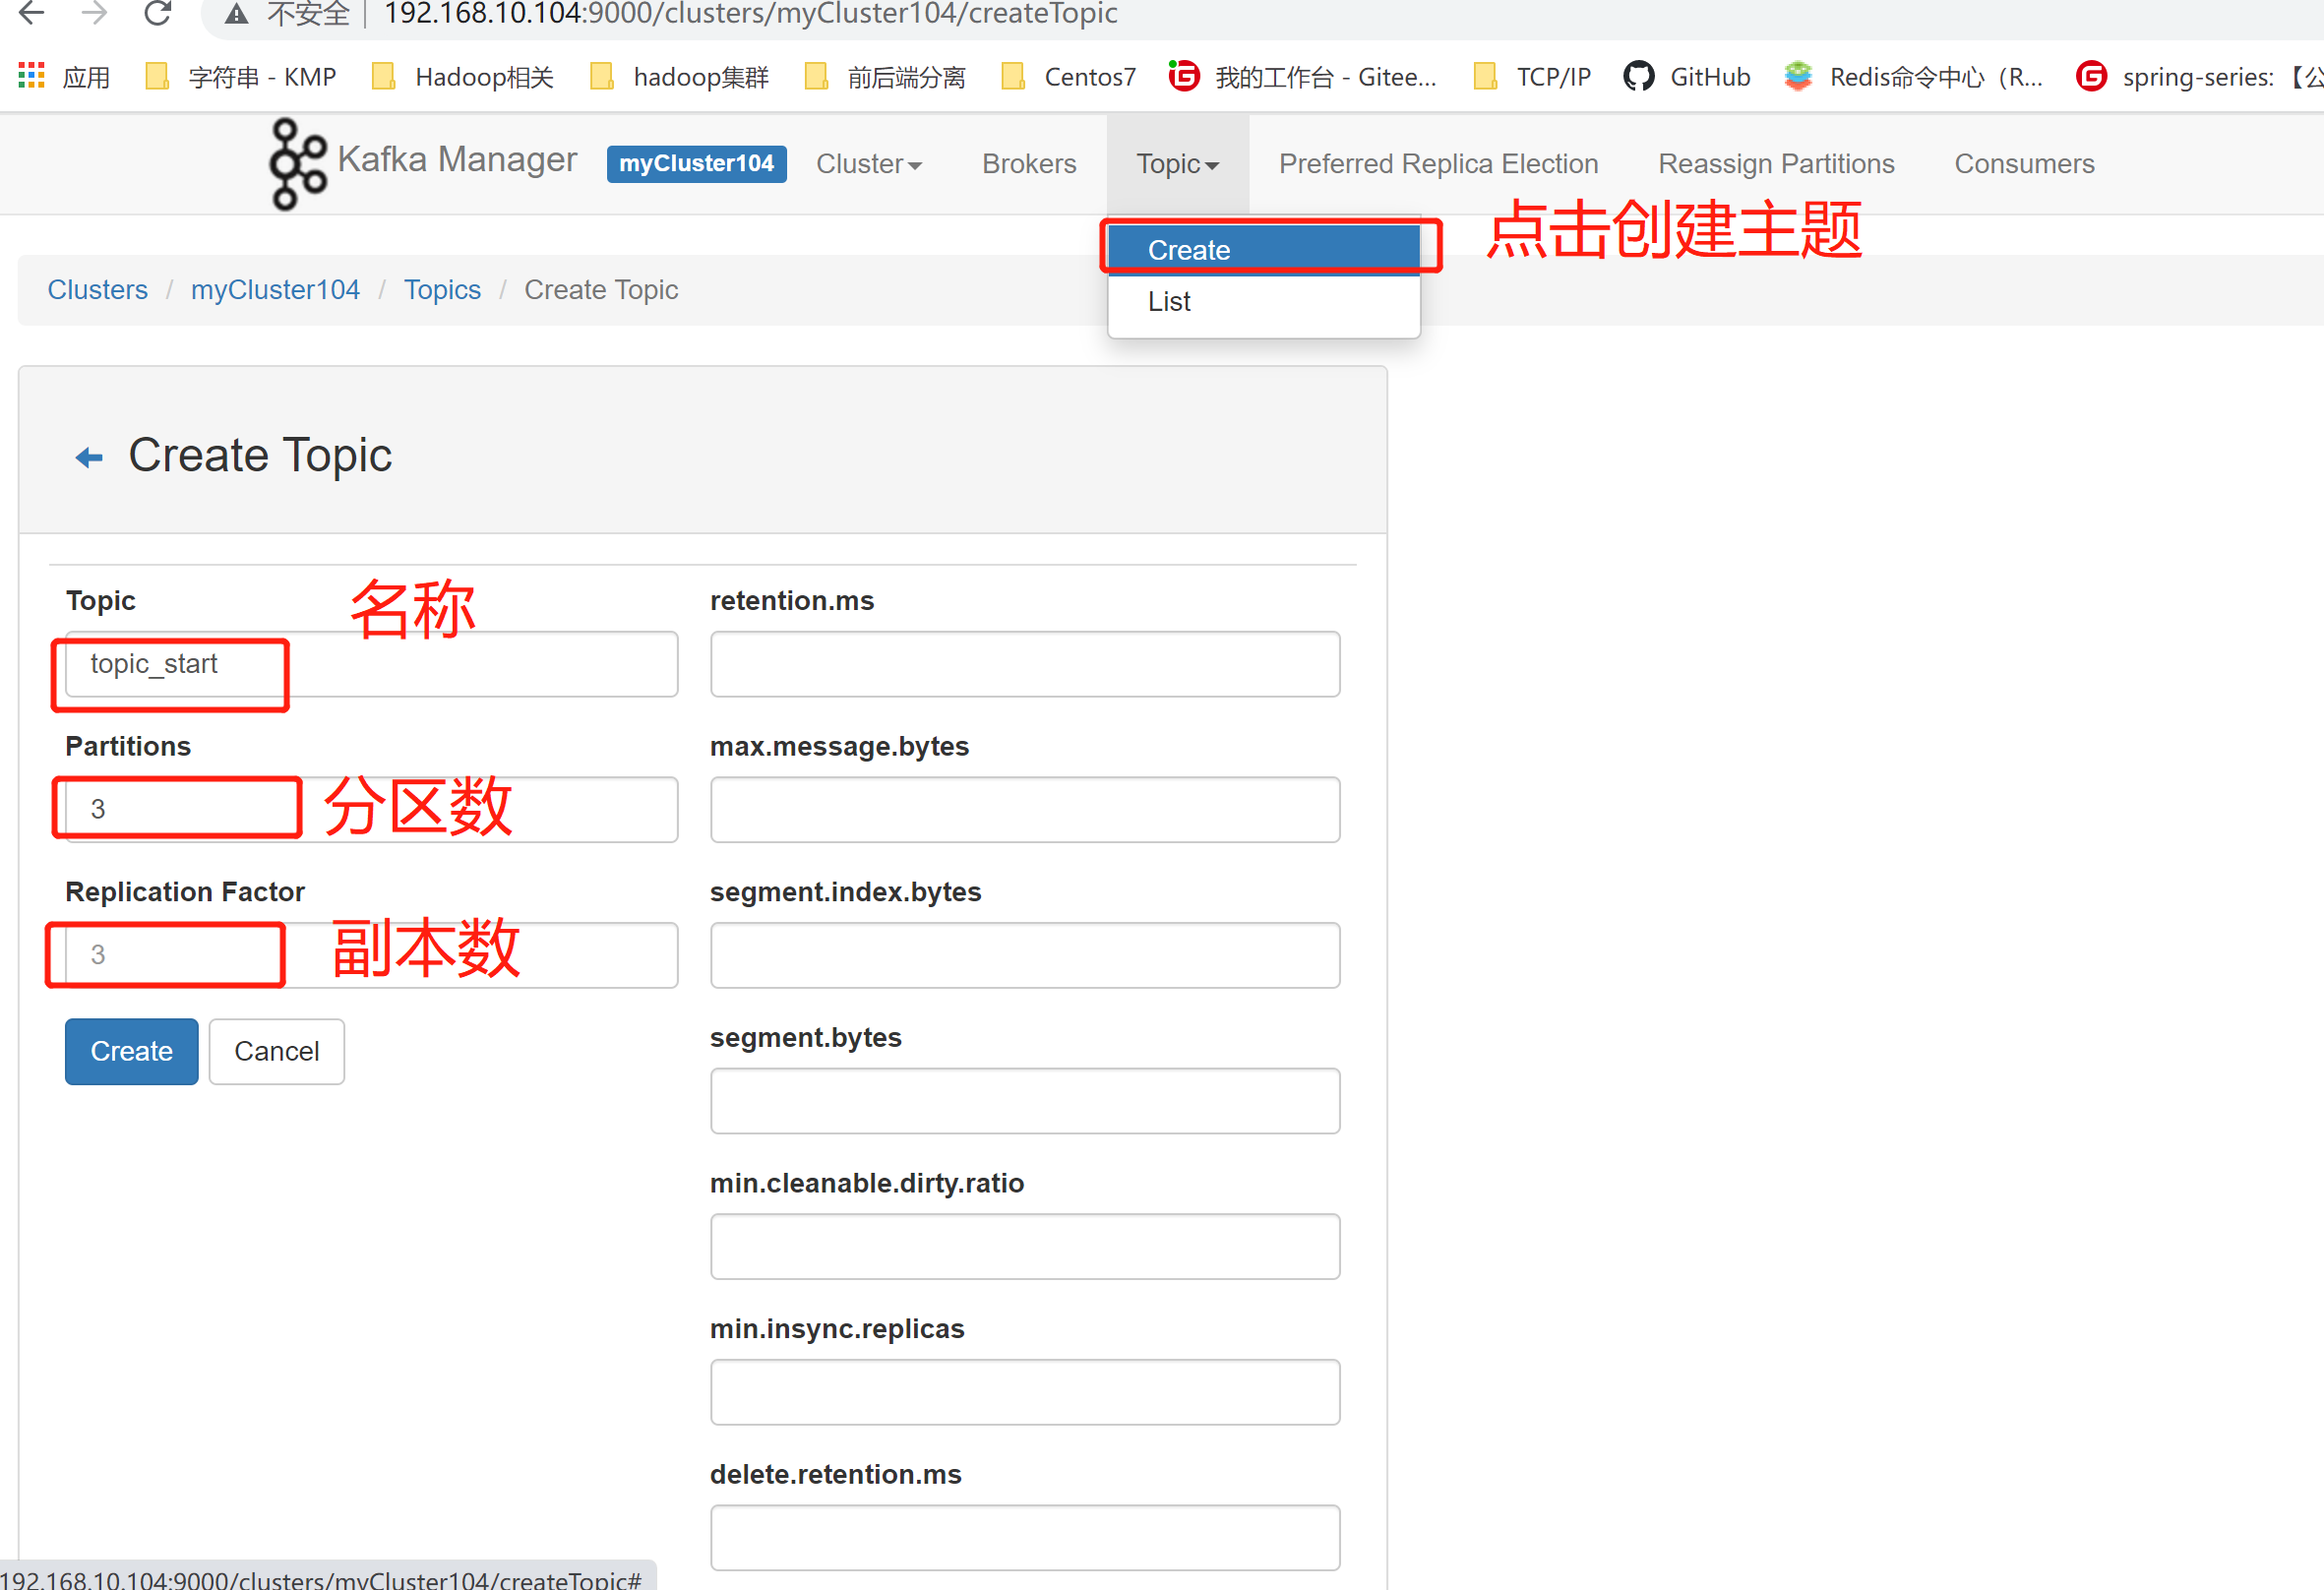 不安全 | 192.168.10.104:9000/clusters/myCluster104/createTopic
应用 字符串 - KMP Hadoop相关 hadoop集群 前后端分离 Centos7 我的工作台 - Gitee... TCP/IP GitHub Redis命令中心（R... spring-series: 【公
Kafka Manager myCluster104 Cluster Brokers Topic Preferred Replica Election Reassign Partitions Consumers
Create 点击创建主题
Clusters / myCluster104 / Topics / Create Topic
List
Create Topic
Topic 名称 retention.ms
topic_start
Partitions max.message.bytes
3 分区数
Replication Factor segment.index.bytes
3 副本数
Create Cancel
segment.bytes
min.cleanable.dirty.ratio
min.insync.replicas
delete.retention.ms
192.168.10.104:9000/clusters/myCluster104/createTopic#